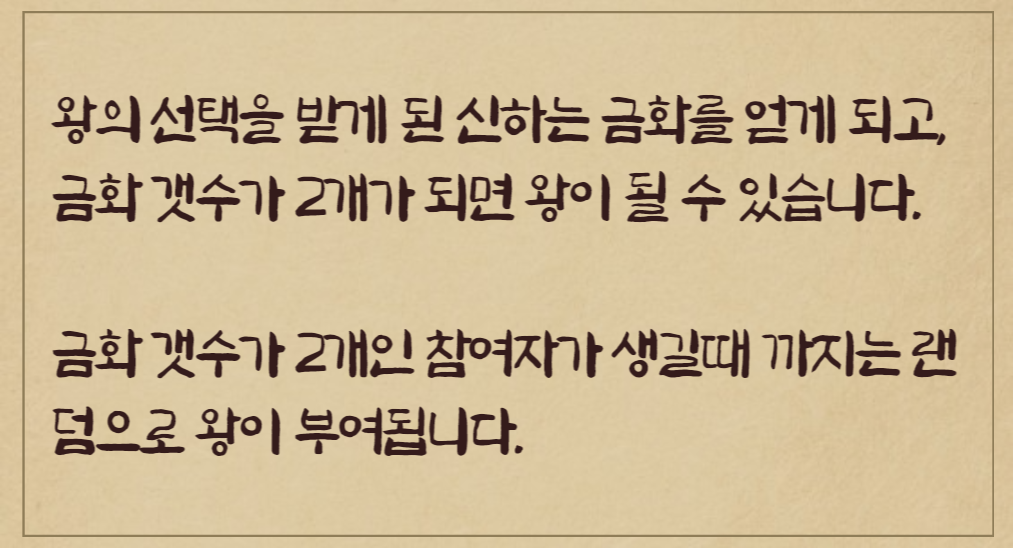 왕의 선택을 받게 된 신하는 금화를 얻게 되고,
금화 갯수가 2개가 되면 왕이 될 수 있습니다.
금화 갯수가 2개인 참여자가 생길때 까지는 랜
덤으로 왕이 부여됩니다.